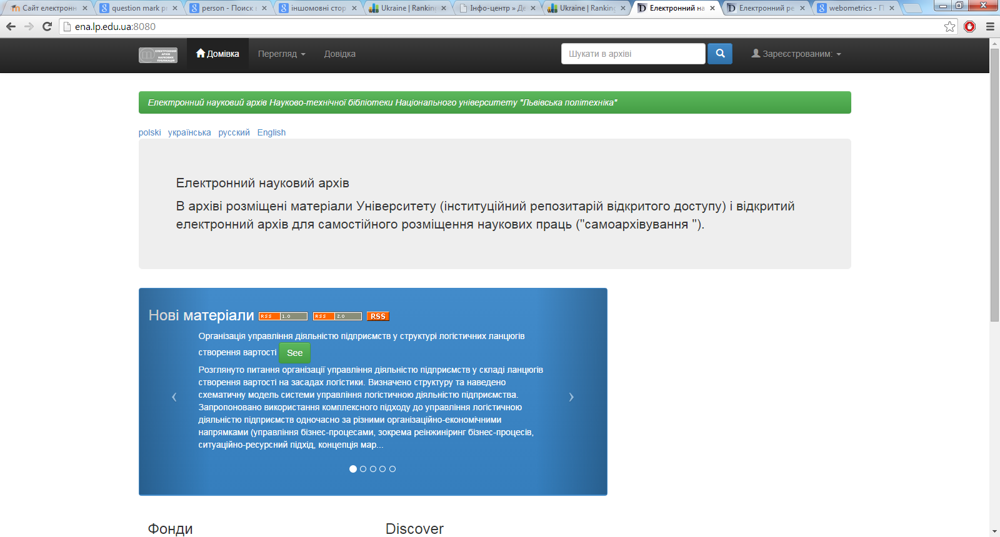 Сайт електронн
question mark p
person - Поиск
іншомовні стор
Ukraine | Rankin
Інфо-центр » Де
Ukraine | Ranking
Електронний на
Електронний ре
webometrics - П
ena.lp.edu.ua:8080
ЕЛЕКТРОННИЙ
АРХІВ
НАУКОВИХ
ПУБЛІКАЦІЙ
Домівка
Перегляд
Довідка
Шукати в архіві
Зареєстрованим:
Електронний науковий архів Науково-технічної бібліотеки Національного університету "Львівська політехніка"
polski українська русский English
Електронний науковий архів
В архіві розміщені матеріали Університету (інституційний репозитарій відкритого доступу) і відкритий
електронний архів для самостійного розміщення наукових праць ("самоархівування ").
Нові матеріали RSS 1.0 RSS 2.0 RSS
Організація управління діяльністю підприємств у структурі логістичних ланцюгів
створення вартості See
Розглянуто питання організації управління діяльністю підприємств у складі ланцюгів
створення вартості на засадах логістики. Визначено структуру та наведено
схематичну модель системи управління логістичною діяльністю підприємства.
Запропоновано використання комплексного підходу до управління логістичною
діяльністю підприємств одночасно за різними організаційно-економічними
напрямками (управління бізнес-процесами, зокрема реінжиніринг бізнес-процесів,
ситуаційно-ресурсний підхід, концепція мар...
Фонди
Discover